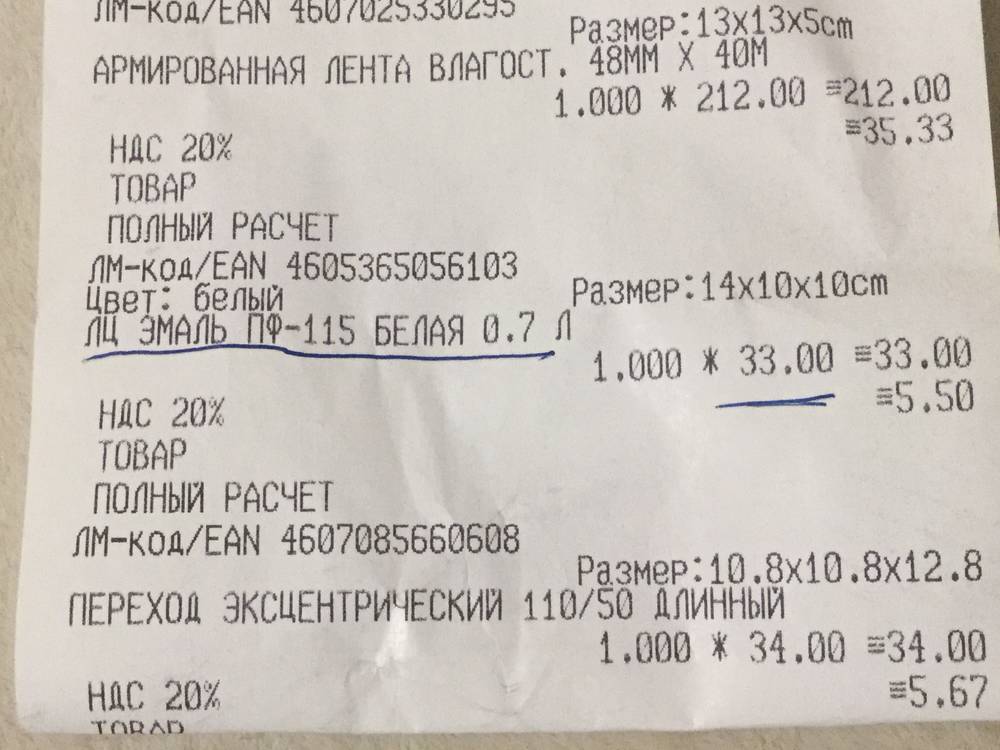 ЛМ-код/EAN 4607025330295
Размер:13x13x5cm
АРМИРОВАННАЯ ЛЕНТА ВЛАГОСТ. 48ММ X 40М
1.000 * 212.00 ≡212.00
≡35.33
НДС 20%
ТОВАР
ПОЛНЫЙ РАСЧЕТ
ЛМ-код/EAN 4605365056103
Цвет: белый
Размер:14x10x10cm
ЛЦ ЭМАЛЬ ПФ-115 БЕЛАЯ 0.7 Л
1.000 * 33.00 ≡33.00
≡5.50
НДС 20%
ТОВАР
ПОЛНЫЙ РАСЧЕТ
ЛМ-код/EAN 4607085660608
Размер:10.8x10.8x12.8
ПЕРЕХОД ЭКСЦЕНТРИЧЕСКИЙ 110/50 ДЛИННЫЙ
1.000 * 34.00 ≡34.00
≡5.67
НДС 20%
ТОВАР